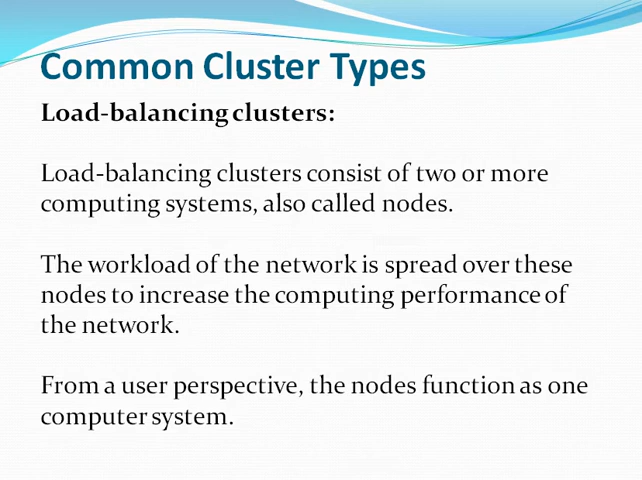 Common Cluster Types
Load-balancing clusters:
Load-balancing clusters consist of two or more
computing systems, also called nodes.
The workload of the network is spread over these
nodes to increase the computing performance of
the network.
From a user perspective, the nodes function as one
computer system.